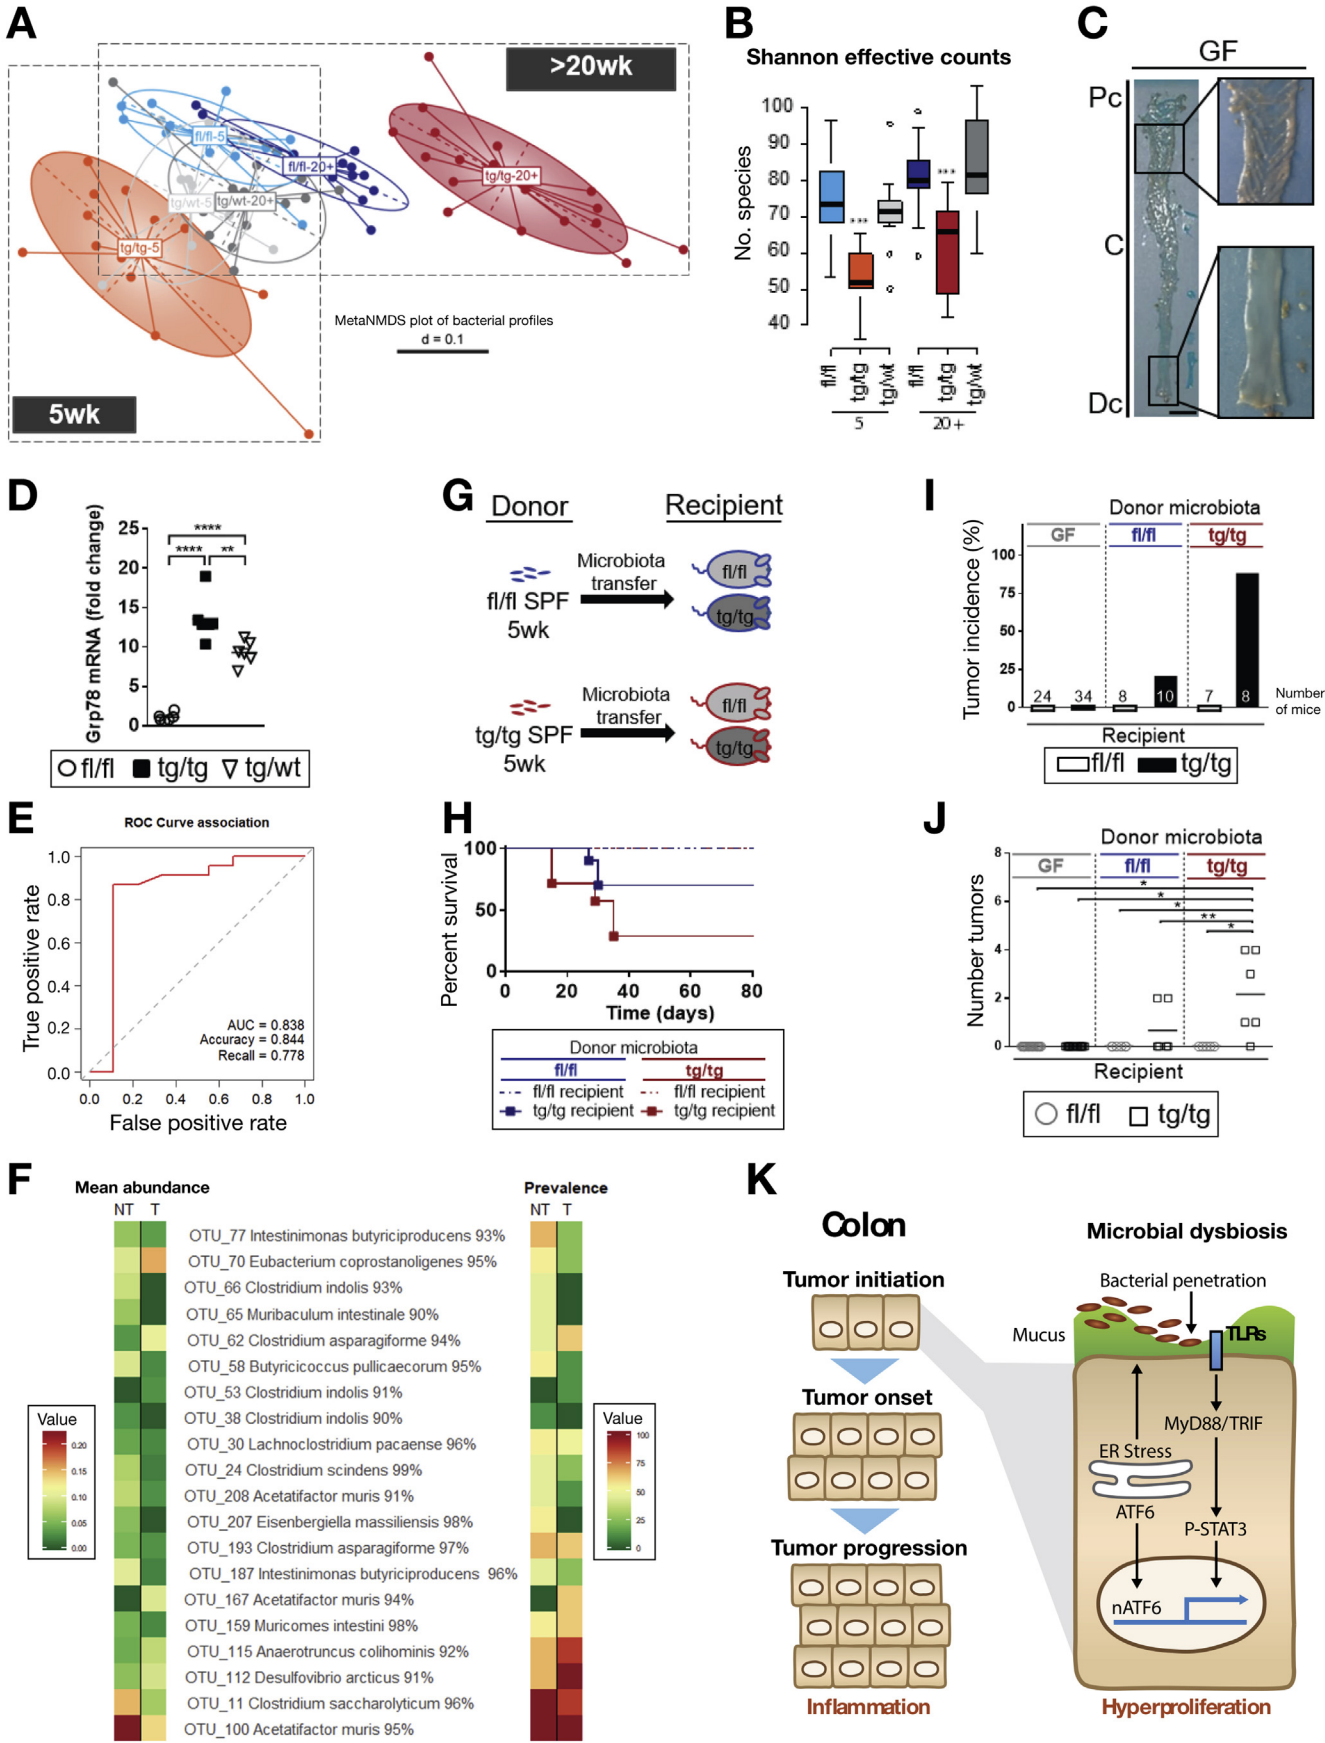 A
>20wk
fl/fl-5
fl/fl-20+
tg/wt-5
tg/wt-20+
tg/tg-20+
tg/tg-5
MetaNMDS plot of bacterial profiles
d = 0.1
5wk
B
Shannon effective counts
No. species
100
90
80
70
60
50
40
***
***
fl/fl
tg/tg
tg/wt
fl/fl
tg/tg
tg/wt
5
20+
C
GF
Pc
C
Dc
D
Grp78 mRNA (fold change)
25
20
15
10
5
0
****
****
**
fl/fl tg/tg tg/wt
G
Donor Recipient
fl/fl SPF
5wk
Microbiota
transfer
fl/fl
tg/tg
tg/tg SPF
5wk
Microbiota
transfer
fl/fl
tg/tg
I
Donor microbiota
GF fl/fl tg/tg
Tumor incidence (%)
100
75
50
25
0
24 34 8 10 7 8
Number
of mice
Recipient
fl/fl tg/tg
E
ROC Curve association
True positive rate
1.0
0.8
0.6
0.4
0.2
0.0
AUC = 0.838
Accuracy = 0.844
Recall = 0.778
0.0 0.2 0.4 0.6 0.8 1.0
False positive rate
H
Percent survival
100
50
0
0 20 40 60 80
Time (days)
Donor microbiota
fl/fl tg/tg
fl/fl recipient fl/fl recipient
tg/tg recipient tg/tg recipient
J
Donor microbiota
GF fl/fl tg/tg
Number tumors
8
6
4
2
0
*
*
*
**
*
Recipient
fl/fl tg/tg
F
Mean abundance
NT T
Prevalence
NT T
OTU_77 Intestinimonas butyriciproducens 93%
OTU_70 Eubacterium coprostanoligenes 95%
OTU_66 Clostridium indolis 93%
OTU_65 Muribaculum intestinale 90%
OTU_62 Clostridium asparagiforme 94%
OTU_58 Butyricicoccus pullicaecorum 95%
OTU_53 Clostridium indolis 91%
OTU_38 Clostridium indolis 90%
OTU_30 Lachnoclostridium pacaense 96%
OTU_24 Clostridium scindens 99%
OTU_208 Acetatifactor muris 91%
OTU_207 Eisenbergiella massiliensis 98%
OTU_193 Clostridium asparagiforme 97%
OTU_187 Intestinimonas butyriciproducens 96%
OTU_167 Acetatifactor muris 94%
OTU_159 Muricomes intestini 98%
OTU_115 Anaerotruncus colihominis 92%
OTU_112 Desulfovibrio arcticus 91%
OTU_11 Clostridium saccharolyticum 96%
OTU_100 Acetatifactor muris 95%
Value
0.20
0.15
0.10
0.05
0.00
Value
100
75
50
25
0
K
Colon
Tumor initiation
Tumor onset
Tumor progression
Inflammation
Microbial dysbiosis
Bacterial penetration
Mucus
TLRs
MyD88/TRIF
ER Stress
ATF6
P-STAT3
nATF6
Hyperproliferation